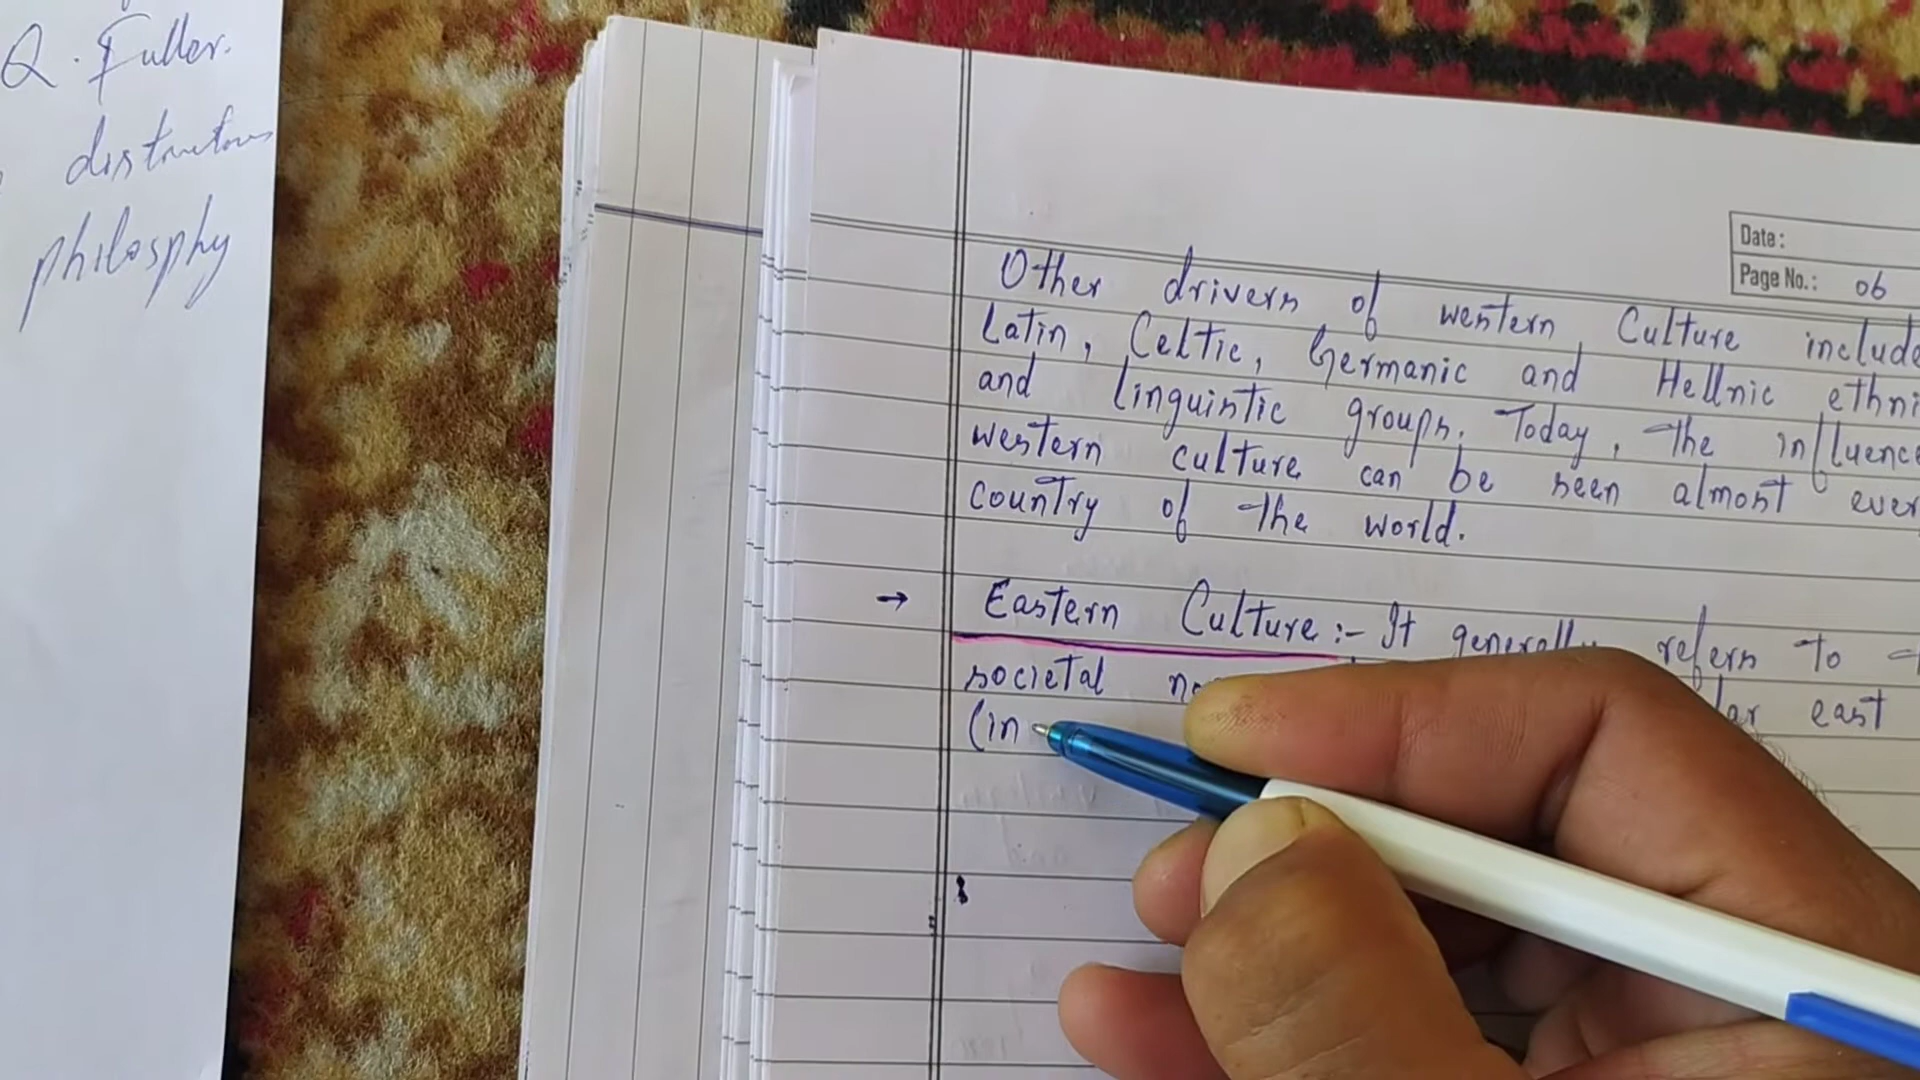 Q. Fuller.
philosphy
Date:
Page No.: 06
Other drivers of western Culture include
Latin, Celtic, Germanic and Hellnic ethni
and linguistic groups. Today, the influence
western culture can be seen almost ever
country of the world.
→ Eastern Culture:- It generally refers to
societal east
(in